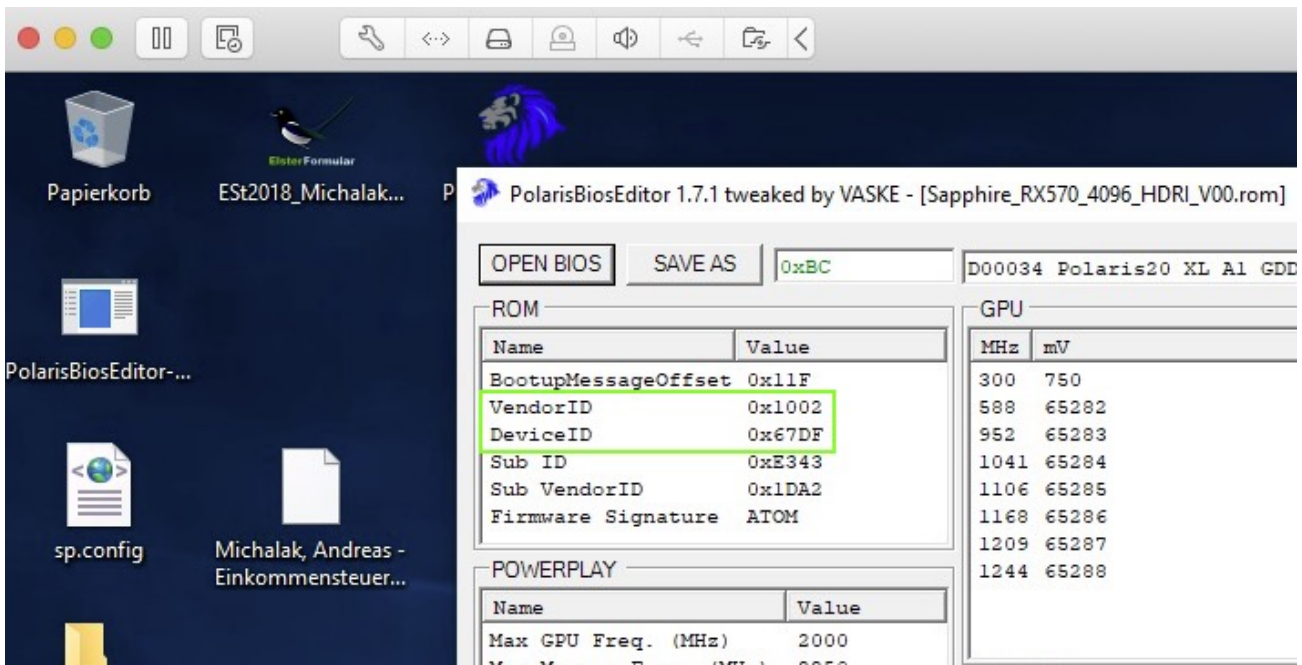 ElsterFormular
Papierkorb
ESt2018_Michalak...
P
PolarisBiosEditor 1.7.1 tweaked by VASKE - [Sapphire_RX570_4096_HDRI_V00.rom]
OPEN BIOS
SAVE AS
0xBC
D00034 Polaris20 XL A1 GDD
ROM
Name Value
BootupMessageOffset 0x11F
VendorID 0x1002
DeviceID 0x67DF
Sub ID 0xE343
Sub VendorID 0x1DA2
Firmware Signature ATOM
GPU
MHz mV
300 750
588 65282
952 65283
1041 65284
1106 65285
1168 65286
1209 65287
1244 65288
POWERPLAY
Name Value
Max GPU Freq. (MHz) 2000
PolarisBiosEditor-...
sp.config
Michalak, Andreas -
Einkommensteuer...